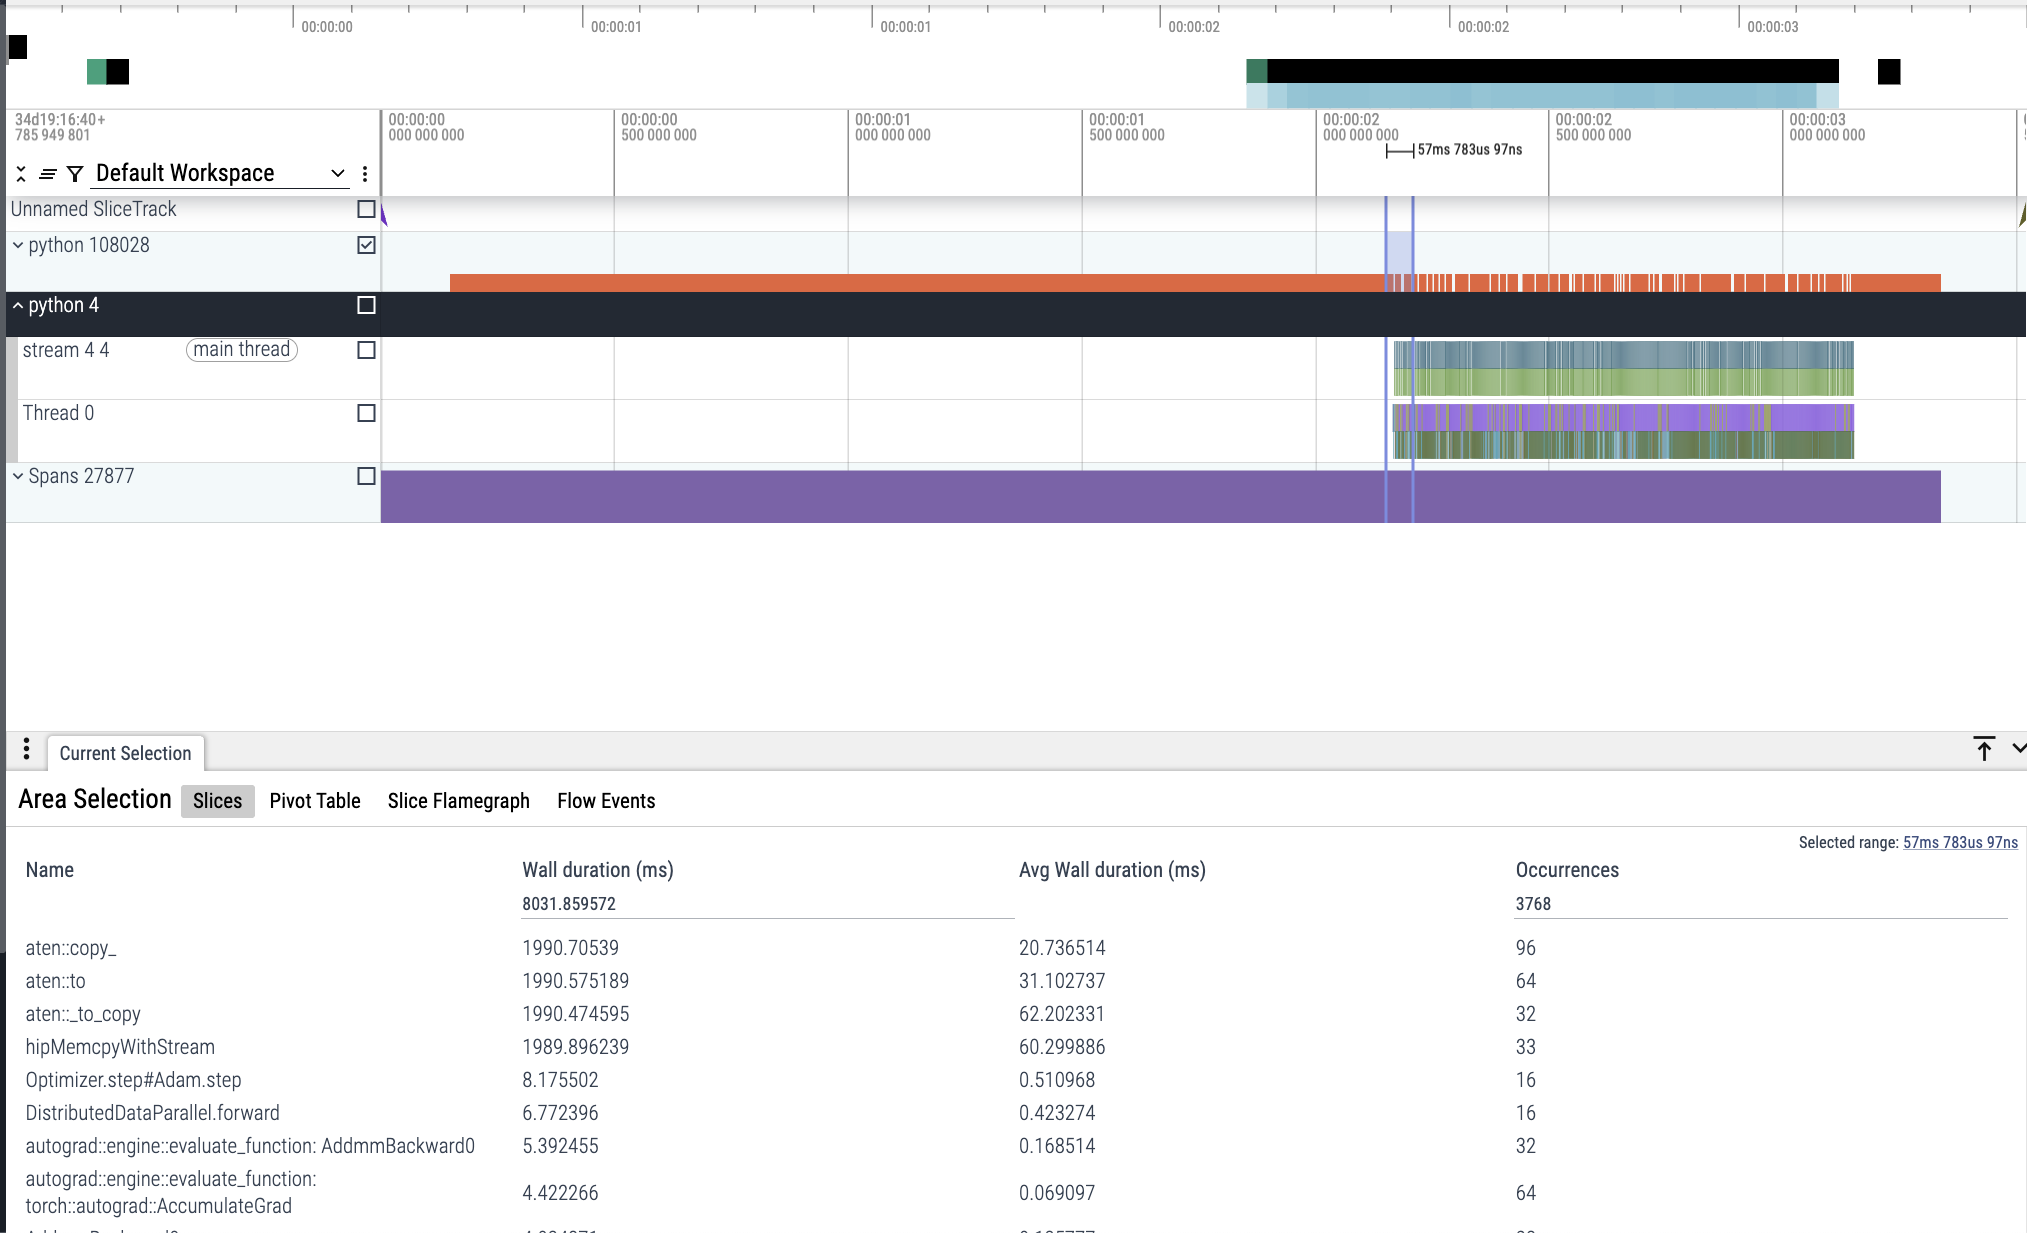 00:00:00 00:00:01 00:00:01 00:00:02 00:00:02 00:00:03
34d19:16:40+ 00:00:00 00:00:00 00:00:01 00:00:01 00:00:02 00:00:02 00:00:03
785 949 801 000 000 000 500 000 000 000 000 000 500 000 000 000 000 000 500 000 000 000 000 000
57ms 783us 97ns
Default Workspace
Unnamed SliceTrack
python 108028
python 4
stream 4 4 main thread
Thread 0
Spans 27877
Current Selection
Area Selection Slices Pivot Table Slice Flamegraph Flow Events
Selected range: 57ms 783us 97ns
Name Wall duration (ms) Avg Wall duration (ms) Occurrences
8031.859572 3768
aten::copy_ 1990.70539 20.736514 96
aten::to 1990.575189 31.102737 64
aten::_to_copy 1990.474595 62.202331 32
hipMemcpyWithStream 1989.896239 60.299886 33
Optimizer.step#Adam.step 8.175502 0.510968 16
DistributedDataParallel.forward 6.772396 0.423274 16
autograd::engine::evaluate_function: AddmmBackward0 5.392455 0.168514 32
autograd::engine::evaluate_function:
torch::autograd::AccumulateGrad 4.422266 0.069097 64